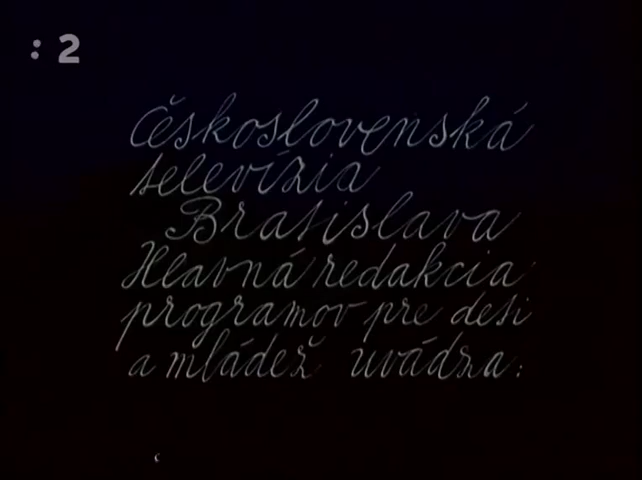 : 2
Československá
televízia
Bratislava
Hlavná redakcia
programov pre deti
a mládež uvádza: